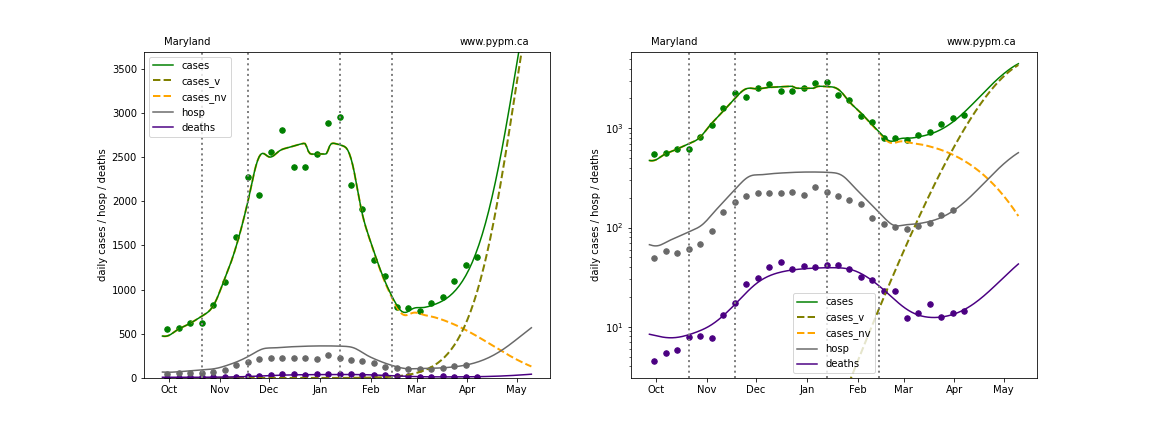 Maryland www.pypm.ca
daily cases / hosp / deaths
3500
3000
2500
2000
1500
1000
500
0
cases
cases_v
cases_nv
hosp
deaths
Oct Nov Dec Jan Feb Mar Apr May
Maryland www.pypm.ca
daily cases / hosp / deaths
10³
10²
10¹
cases
cases_v
cases_nv
hosp
deaths
Oct Nov Dec Jan Feb Mar Apr May